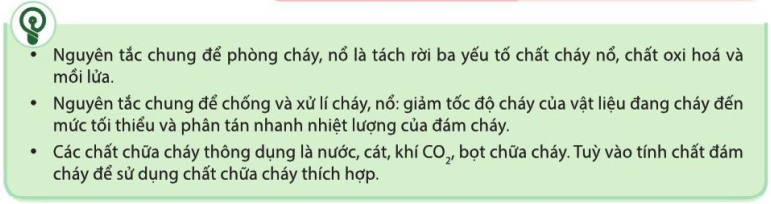 • Nguyên tắc chung để phòng cháy, nổ là tách rời ba yếu tố chất cháy nổ, chất oxi hoá và
mồi lửa.
• Nguyên tắc chung để chống và xử lí cháy, nổ: giảm tốc độ cháy của vật liệu đang cháy đến
mức tối thiểu và phân tán nhanh nhiệt lượng của đám cháy.
• Các chất chữa cháy thông dụng là nước, cát, khí CO₂, bọt chữa cháy. Tuỳ vào tính chất đám
cháy để sử dụng chất chữa cháy thích hợp.